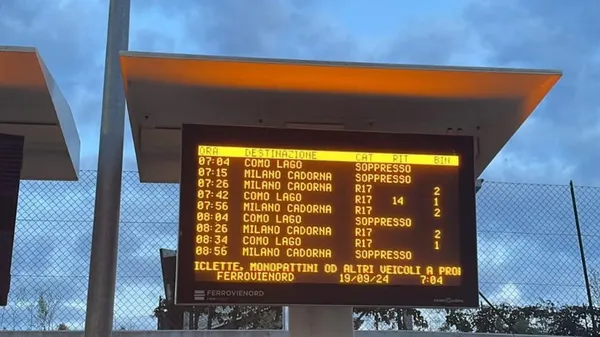 ORA DESTINAZIONE CAT RIT BIN
07:04 COMO LAGO SOPPRESSO
07:15 MILANO CADORNA SOPPRESSO
07:26 MILANO CADORNA R17 2
07:42 COMO LAGO R17 14 1
07:56 MILANO CADORNA R17 2
08:04 COMO LAGO SOPPRESSO
08:26 MILANO CADORNA R17 2
08:34 COMO LAGO R17 1
08:56 MILANO CADORNA SOPPRESSO
ICLETTE, MONOPATTINI OD ALTRI VEICOLI A PROI
FERROVIENORD 19/09/24 7:04
FERROVIENORD